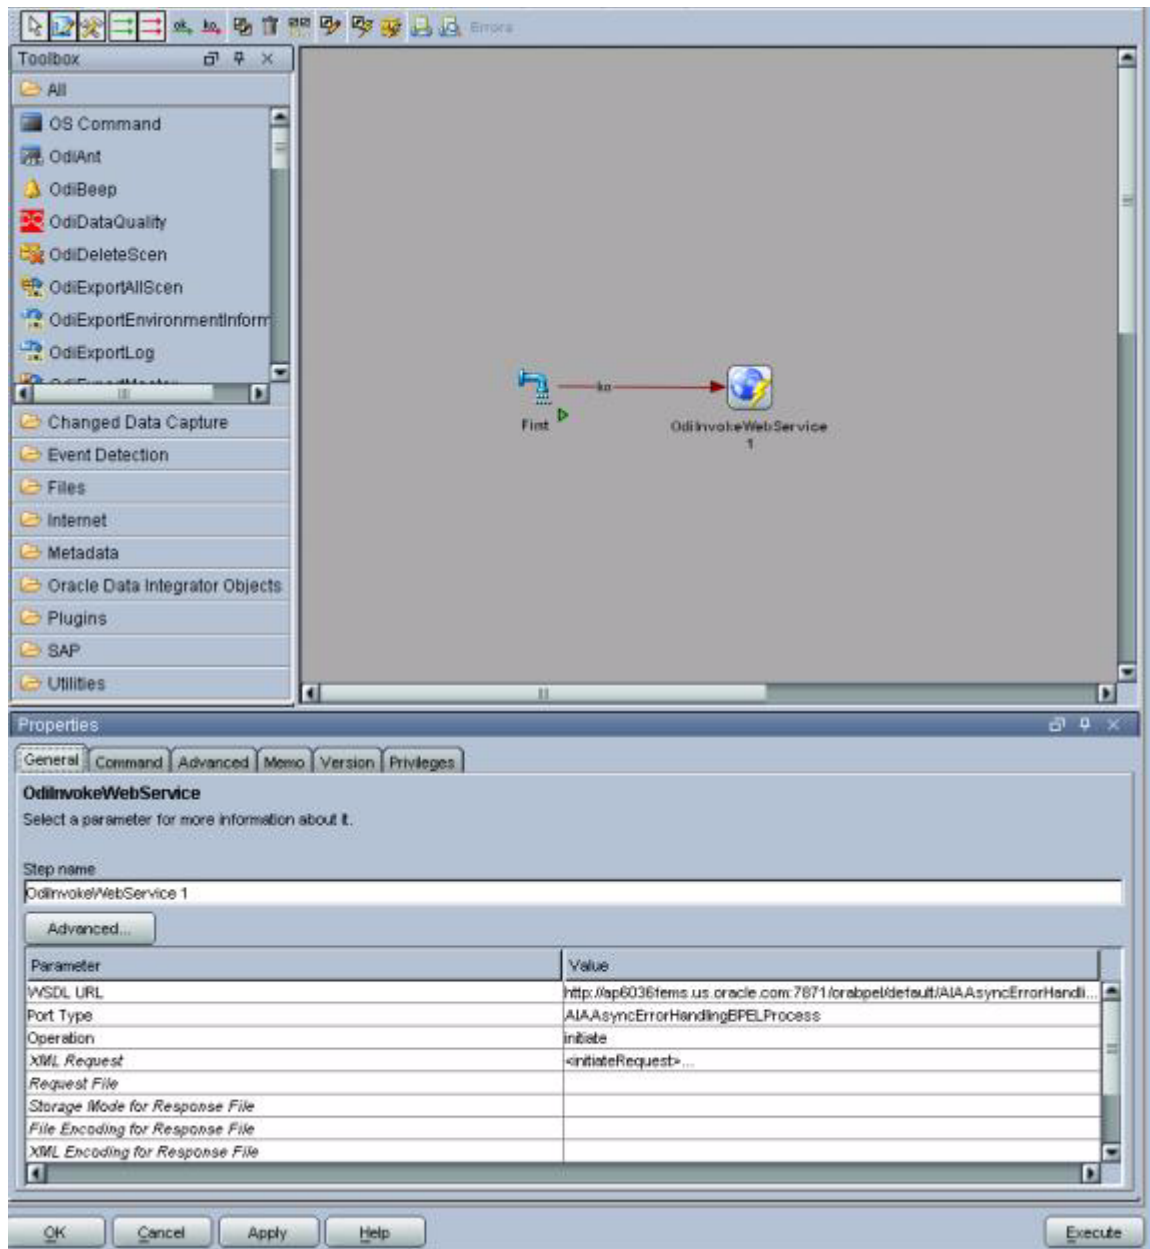 ok ko Errors
Toolbox
All
OS Command
OdiAnt
OdiBeep
OdiDataQuality
OdiDeleteScen
OdiExportAllScen
OdiExportEnvironmentInform
OdiExportLog
ko
First
OdiInvokeWebService
1
Changed Data Capture
Event Detection
Files
Internet
Metadata
Oracle Data Integrator Objects
Plugins
SAP
Utilities
Properties
General Command Advanced Memo Version Privileges
OdiInvokeWebService
Select a parameter for more information about it.
Step name
OdiInvokeWebService 1
Advanced...
Parameter Value
WSDL URL http://ap6036fems.us.oracle.com:7871/orabpel/default/AIAAsyncErrorHandli...
Port Type AIAAsyncErrorHandlingBPELProcess
Operation initiate
XML Request <initiateRequest>...
Request File
Storage Mode for Response File
File Encoding for Response File
XML Encoding for Response File
OK Cancel Apply Help Execute